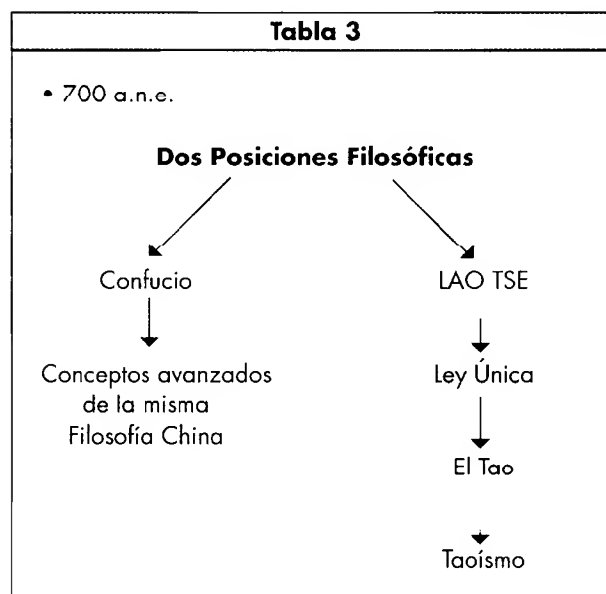 Tabla 3
• 700 a.n.e.
Dos Posiciones Filosóficas
Confucio
LAO TSE
Conceptos avanzados
de la misma
Filosofía China
Ley Única
El Tao
Taoísmo